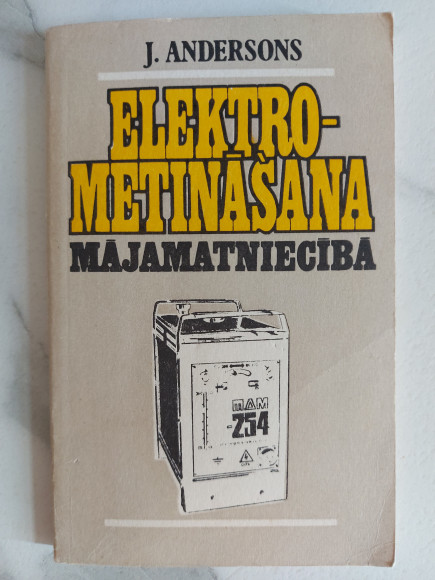 J. ANDERSONS
ELEKTRO-
METINĀŠANA
MĀJAMATNIECĪBĀ
MAM
-254